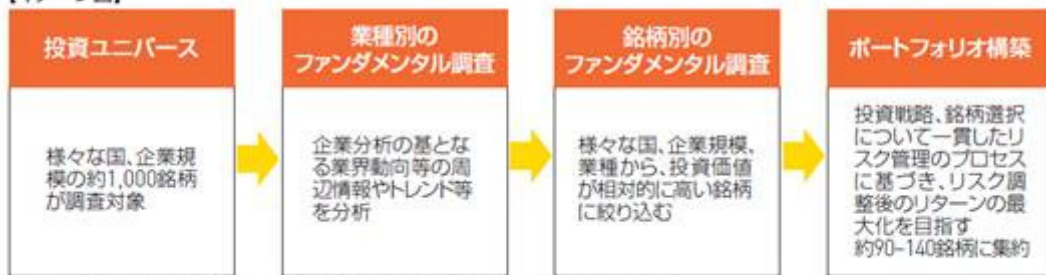 投資ユニバース
様々な国、企業規
模の約1,000銘柄
が調査対象
業種別の
ファンダメンタル調査
企業分析の基とな
る業界動向等の周
辺情報やトレンド等
を分析
銘柄別の
ファンダメンタル調査
様々な国、企業規模、
業種から、投資価値
が相対的に高い銘柄
に絞り込む
ポートフォリオ構築
投資戦略、銘柄選択
について一貫したリ
スク管理のプロセス
に基づき、リスク調
整後のリターンの最
大化を目指す
約90-140銘柄に集約